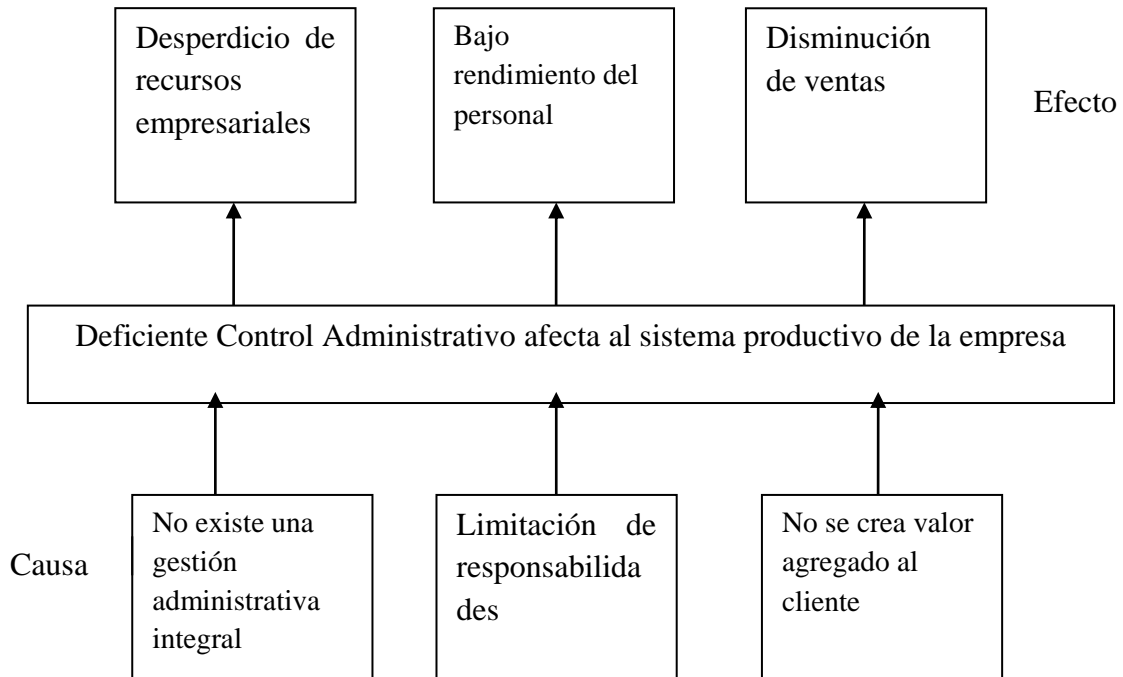 Desperdicio de
recursos
empresariales
Bajo
rendimiento del
personal
Disminución
de ventas
Efecto
Deficiente Control Administrativo afecta al sistema productivo de la empresa
Causa
No existe una
gestión
administrativa
integral
Limitación de
responsabilida
des
No se crea valor
agregado al
cliente